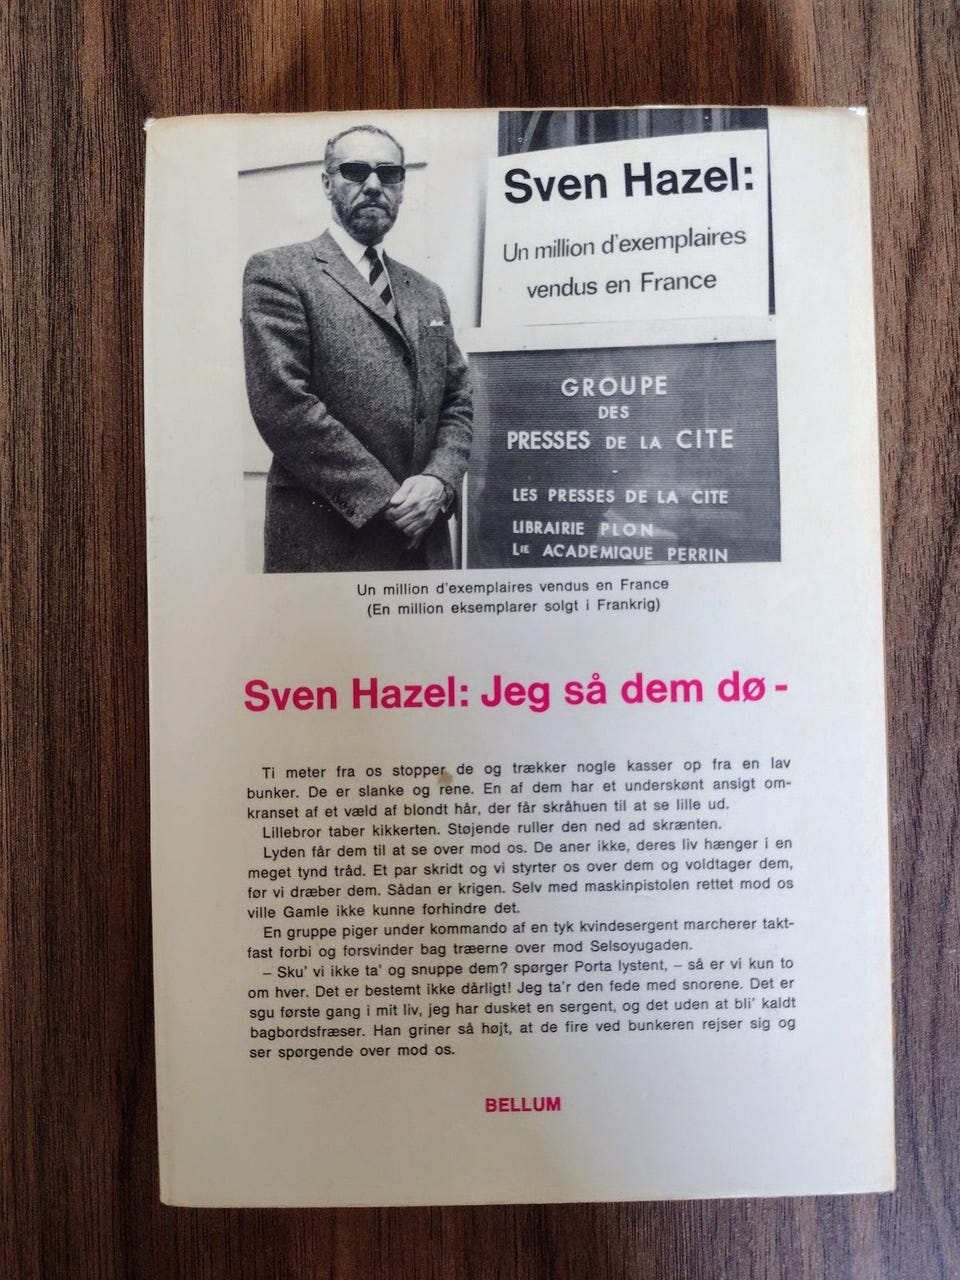 Sven Hazel:
Un million d'exemplaires
vendus en France
GROUPE
DES
PRESSES DE LA CITE
-
LES PRESSES DE LA CITE
LIBRAIRIE PLON
LIE ACADEMIQUE PERRIN
Un million d'exemplaires vendus en France
(En million eksemplarer solgt i Frankrig)
Sven Hazel: Jeg så dem dø -
Ti meter fra os stopper de og trækker nogle kasser op fra en lav
bunker. De er slanke og rene. En af dem har et underskønt ansigt om-
kranset af et væld af blondt hår, der får skråhuen til at se lille ud.
Lillebror taber kikkerten. Støjende ruller den ned ad skrænten.
Lyden får dem til at se over mod os. De aner ikke, deres liv hænger i en
meget tynd tråd. Et par skridt og vi styrter os over dem og voldtager dem,
før vi dræber dem. Sådan er krigen. Selv med maskinpistolen rettet mod os
ville Gamle ikke kunne forhindre det.
En gruppe piger under kommando af en tyk kvindesergent marcherer takt-
fast forbi og forsvinder bag træerne over mod Selsoyugaden.
– Sku' vi ikke ta' og snuppe dem? spørger Porta lystent, – så er vi kun to
om hver. Det er bestemt ikke dårligt! Jeg ta'r den fede med snorene. Det er
sgu første gang i mit liv, jeg har dusket en sergent, og det uden at bli' kaldt
bagbordsfræser. Han griner så højt, at de fire ved bunkeren rejser sig og
ser spørgende over mod os.
BELLUM